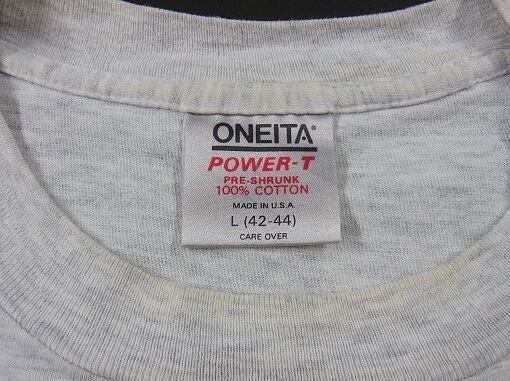 ONEITA®
POWER-T
PRE-SHRUNK
100% COTTON
MADE IN U.S.A.
L (42-44)
CARE OVER